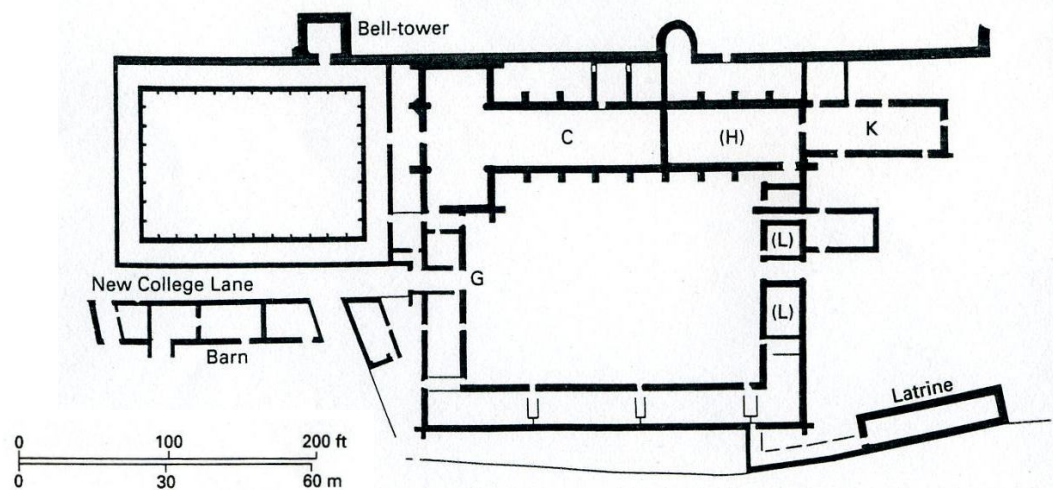 Bell-tower
C
(H)
K
(L)
G
New College Lane
(L)
Barn
Latrine
0 100 200 ft
0 30 60 m